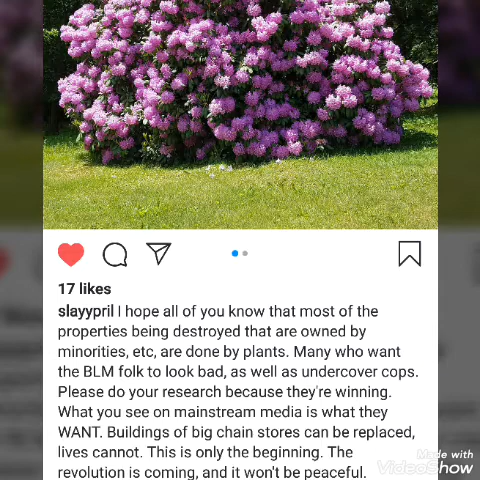 17 likes
slayypril I hope all of you know that most of the
properties being destroyed that are owned by
minorities, etc, are done by plants. Many who want
the BLM folk to look bad, as well as undercover cops.
Please do your research because they're winning.
What you see on mainstream media is what they
WANT. Buildings of big chain stores can be replaced,
lives cannot. This is only the beginning. The
revolution is coming, and it won't be peaceful.
Made with
VideoShow